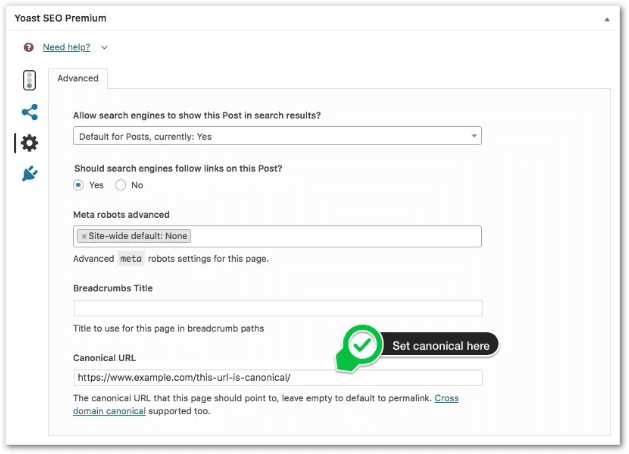 Yoast SEO Premium
Need help?
Advanced
Allow search engines to show this Post in search results?
Default for Posts, currently: Yes
Should search engines follow links on this Post?
Yes No
Meta robots advanced
× Site-wide default: None
Advanced meta robots settings for this page.
Breadcrumbs Title
Title to use for this page in breadcrumb paths
Set canonical here
Canonical URL
https://www.example.com/this-url-is-canonical/
The canonical URL that this page should point to, leave empty to default to permalink. Cross
domain canonical supported too.